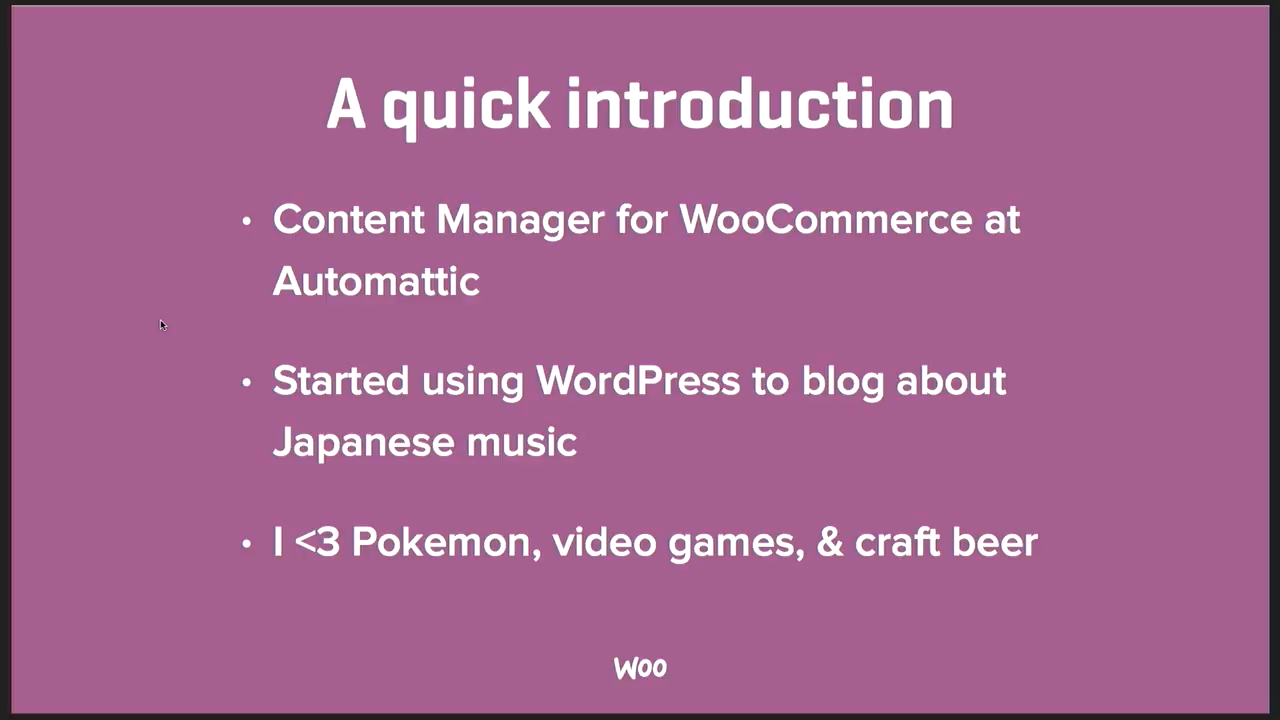 A quick introduction
• Content Manager for WooCommerce at
Automattic
• Started using WordPress to blog about
Japanese music
• I <3 Pokemon, video games, & craft beer
Woo